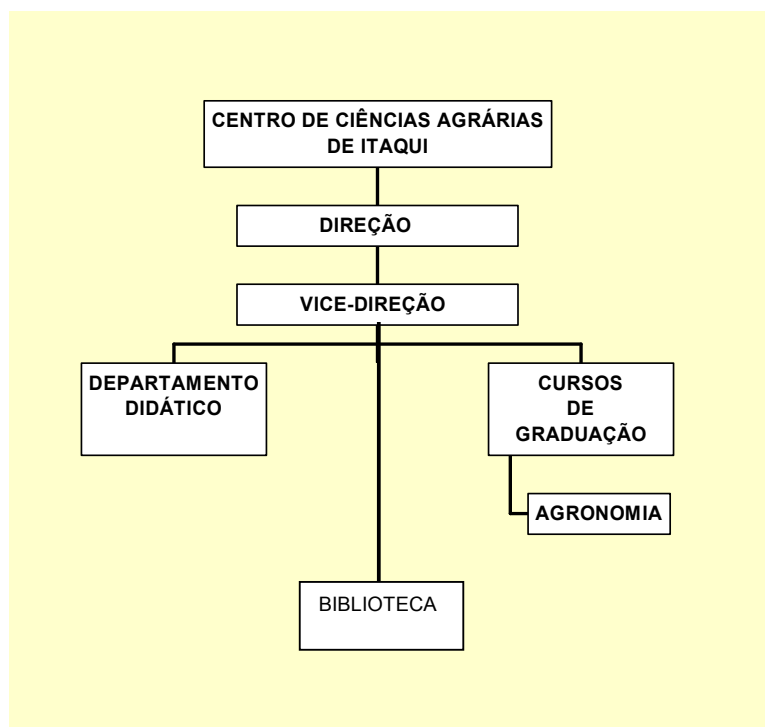 CENTRO DE CIÊNCIAS AGRÁRIAS
DE ITAQUI
DIREÇÃO
VICE-DIREÇÃO
DEPARTAMENTO
DIDÁTICO
CURSOS
DE
GRADUAÇÃO
AGRONOMIA
BIBLIOTECA